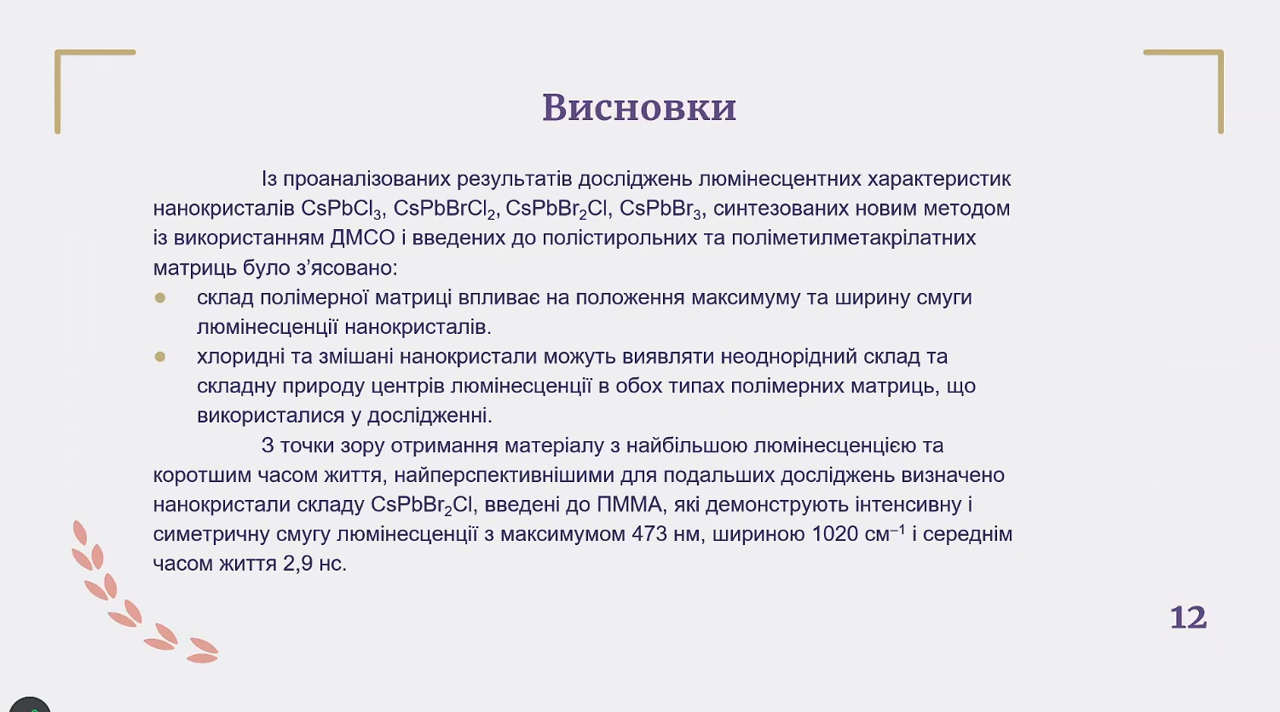 Висновки
Із проаналізованих результатів досліджень люмінесцентних характеристик
нанокристалів CsPbCl₃, CsPbBrCl₂, CsPbBr₂Cl, CsPbBr₃, синтезованих новим методом
із використанням ДМСО і введених до полістирольних та поліметилметакрілатних
матриць було з’ясовано:
● склад полімерної матриці впливає на положення максимуму та ширину смуги
люмінесценції нанокристалів.
● хлоридні та змішані нанокристали можуть виявляти неоднорідний склад та
складну природу центрів люмінесценції в обох типах полімерних матриць, що
використалися у дослідженні.
З точки зору отримання матеріалу з найбільшою люмінесценцією та
коротшим часом життя, найперспективнішими для подальших досліджень визначено
нанокристали складу CsPbBr₂Cl, введені до ПММА, які демонструють інтенсивну і
симетричну смугу люмінесценції з максимумом 473 нм, шириною 1020 см⁻¹ і середнім
часом життя 2,9 нс.
12